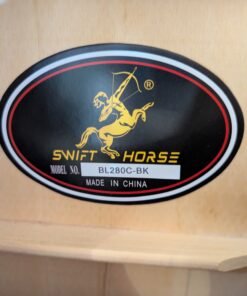 ®
SWIFT HORSE
MODEL NO. BL280C-BK
MADE IN CHINA